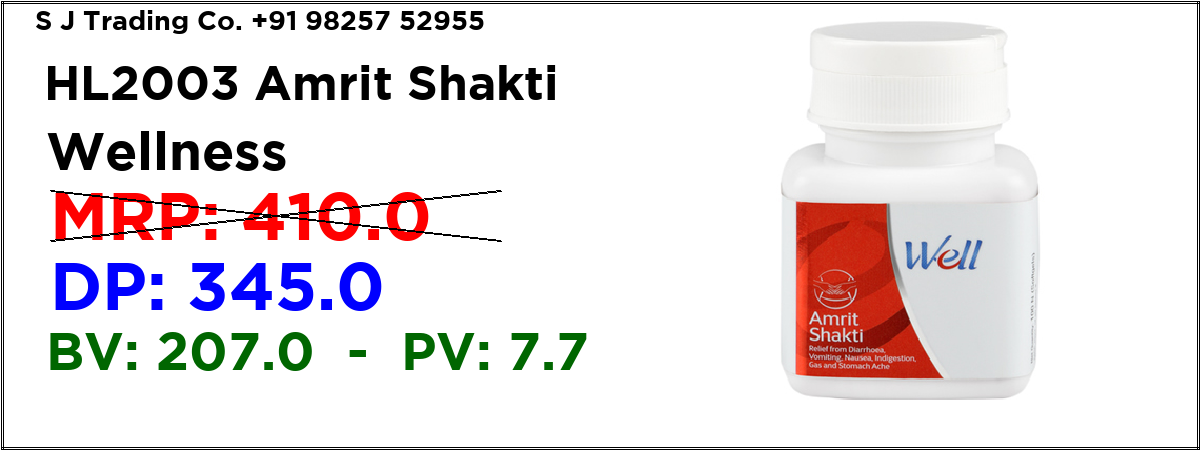 S J Trading Co. +91 98257 52955
HL2003 Amrit Shakti
Wellness
MRP: 410.0
DP: 345.0
BV: 207.0 - PV: 7.7
Well
Amrit
Shakti
Relief from Diarrhoea,
Vomiting, Nausea, Indigestion,
Gas and Stomach Ache